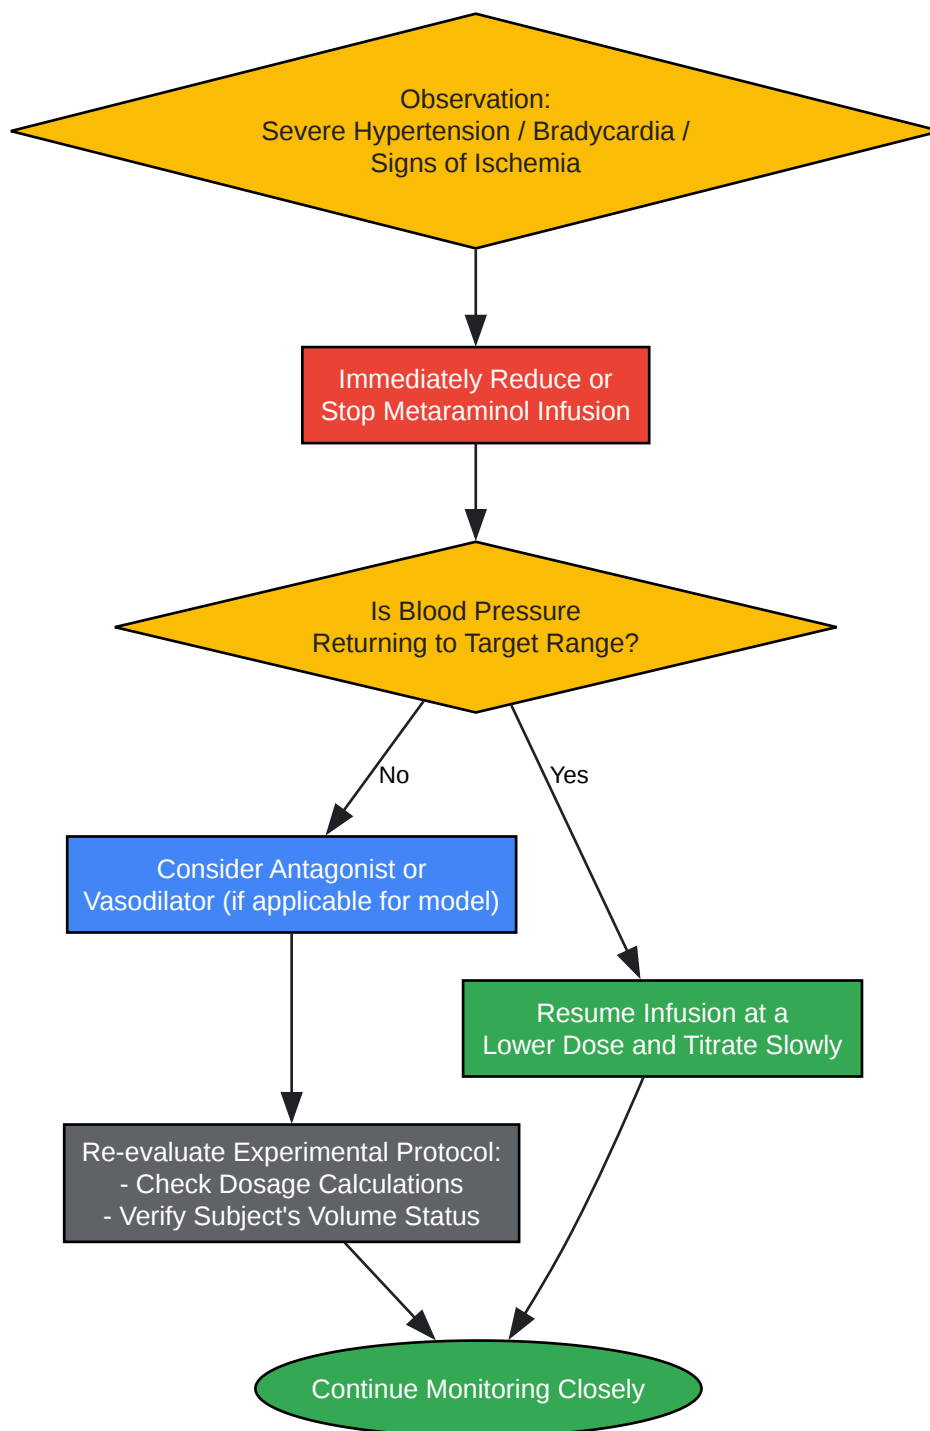 Observation:
Severe Hypertension / Bradycardia /
Signs of Ischemia
Immediately Reduce or
Stop Metaraminol Infusion
Is Blood Pressure
Returning to Target Range?
No
Yes
Consider Antagonist or
Vasodilator (if applicable for model)
Resume Infusion at a
Lower Dose and Titrate Slowly
Re-evaluate Experimental Protocol:
- Check Dosage Calculations
- Verify Subject's Volume Status
Continue Monitoring Closely